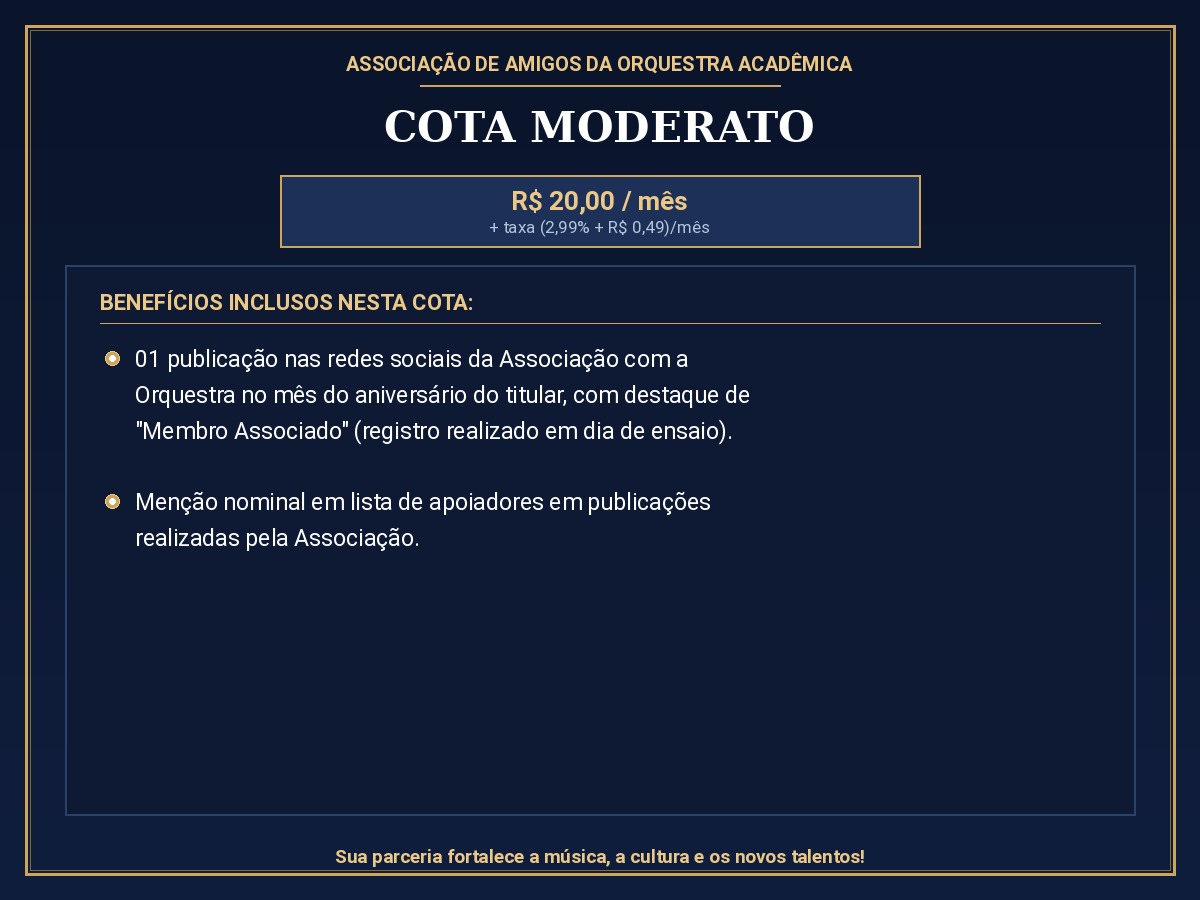 ASSOCIAÇÃO DE AMIGOS DA ORQUESTRA ACADÊMICA
COTA MODERATO
R$ 20,00 / mês
+ taxa (2,99% + R$ 0,49)/mês
BENEFÍCIOS INCLUSOS NESTA COTA:
01 publicação nas redes sociais da Associação com a
Orquestra no mês do aniversário do titular, com destaque de
"Membro Associado" (registro realizado em dia de ensaio).
Menção nominal em lista de apoiadores em publicações
realizadas pela Associação.
Sua parceria fortalece a música, a cultura e os novos talentos!